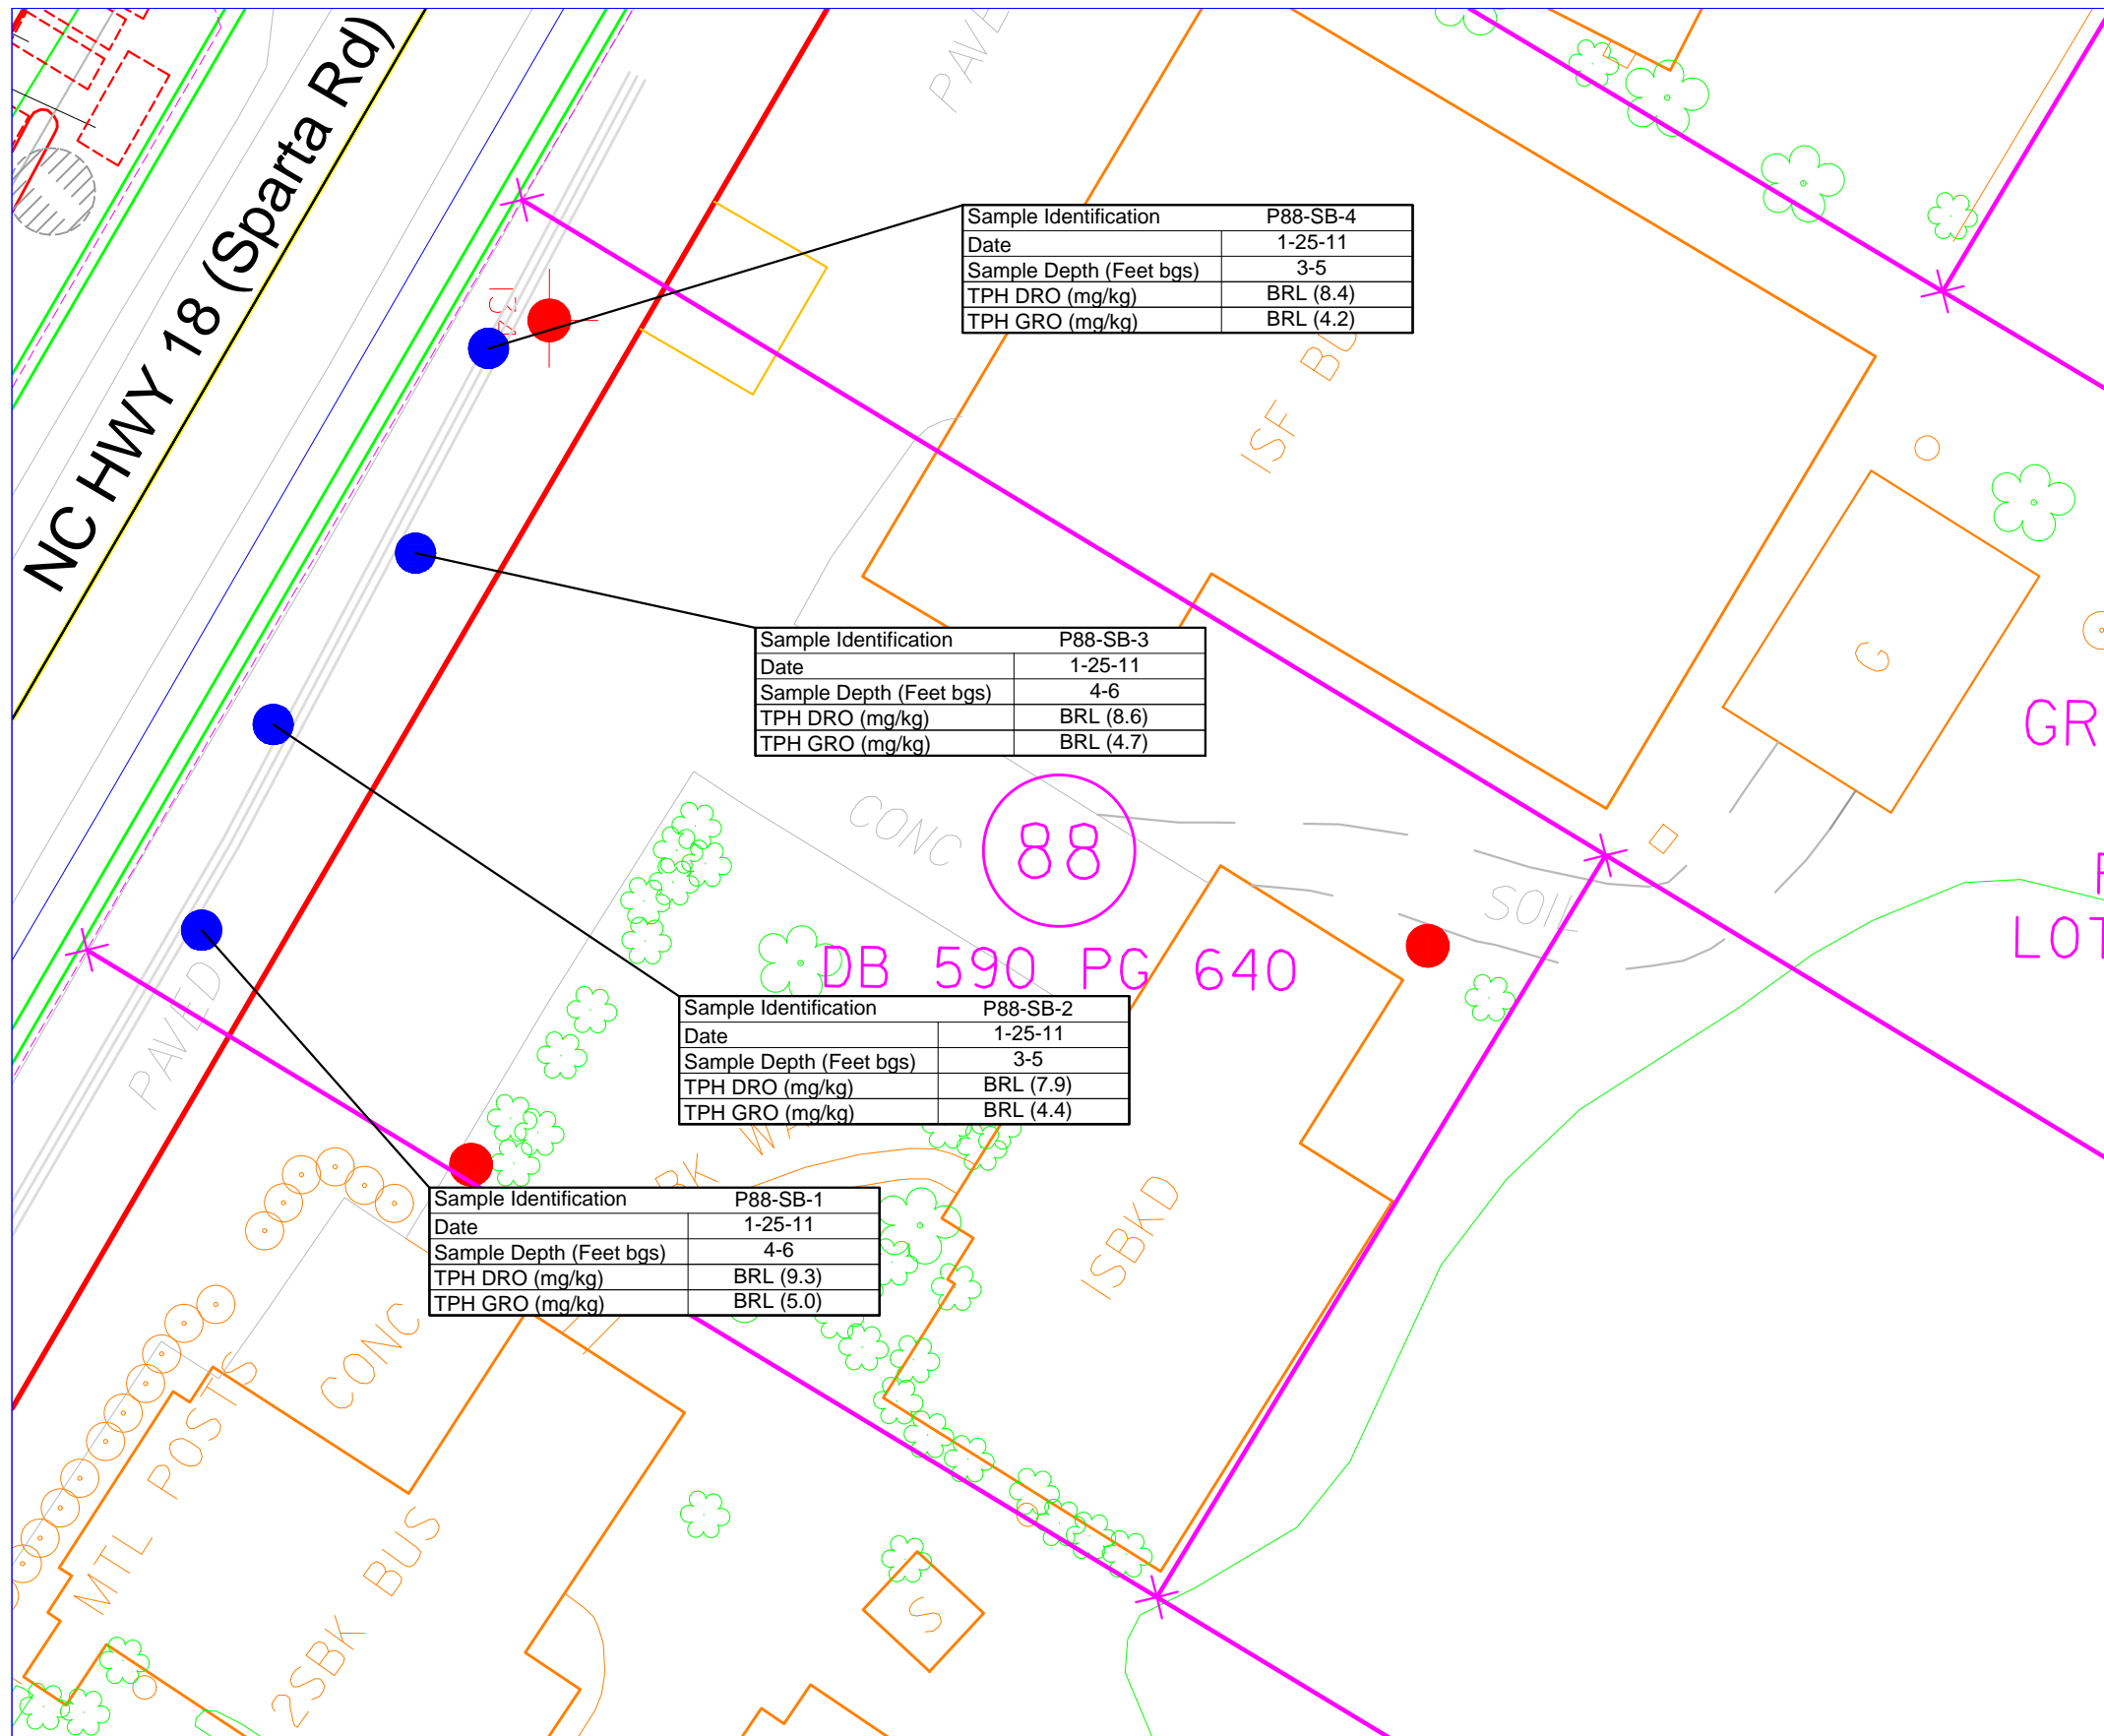 NC HWY 18 (Sparta Rd)
Sample Identification P88-SB-4
Date 1-25-11
Sample Depth (Feet bgs) 3-5
TPH DRO (mg/kg) BRL (8.4)
TPH GRO (mg/kg) BRL (4.2)
ISF
Sample Identification P88-SB-3
Date 1-25-11
Sample Depth (Feet bgs) 4-6
TPH DRO (mg/kg) BRL (8.6)
TPH GRO (mg/kg) BRL (4.7)
G
GR
CONC
88
SOIL
LOT
DB 590 PG 640
PAVED
Sample Identification P88-SB-2
Date 1-25-11
Sample Depth (Feet bgs) 3-5
TPH DRO (mg/kg) BRL (7.9)
TPH GRO (mg/kg) BRL (4.4)
BK
Sample Identification P88-SB-1
Date 1-25-11
Sample Depth (Feet bgs) 4-6
TPH DRO (mg/kg) BRL (9.3)
TPH GRO (mg/kg) BRL (5.0)
ISBKD
CONC
MTL POSTS
2SBK BUS
S